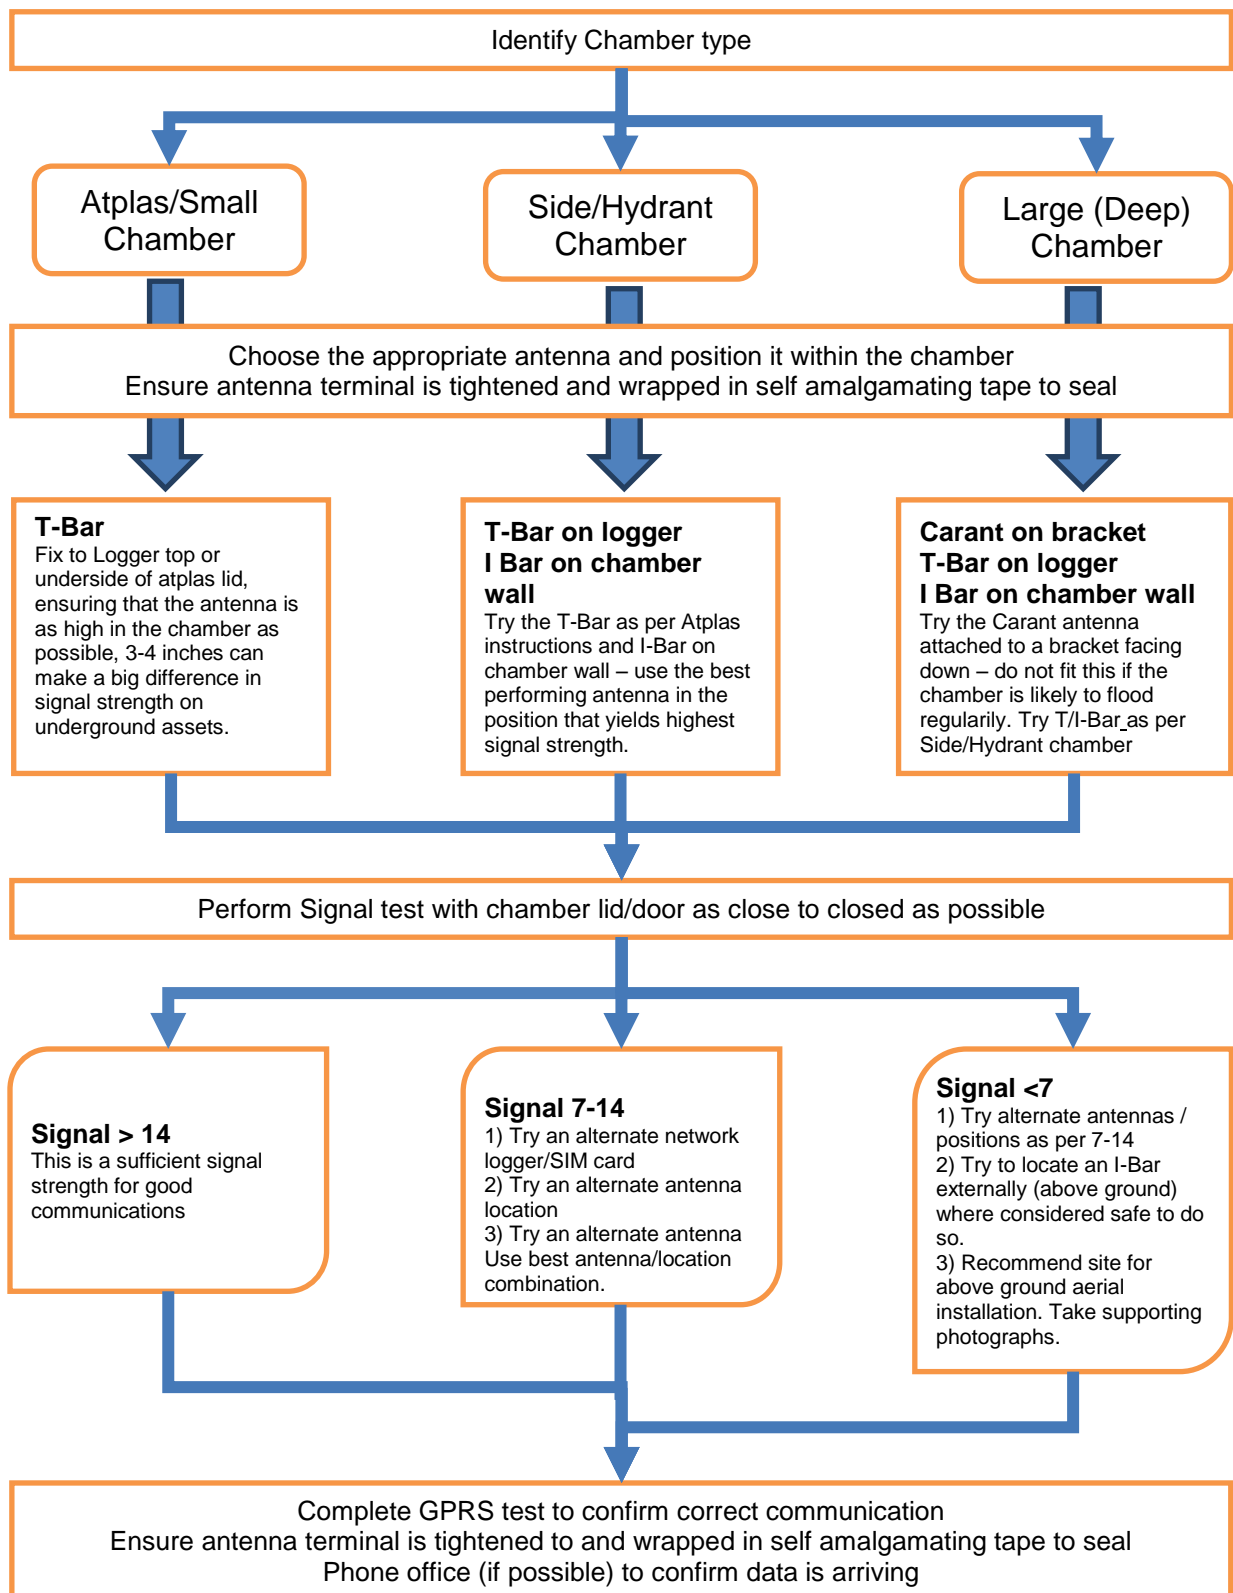 Identify Chamber type
Atplas/Small
Chamber
Side/Hydrant
Chamber
Large (Deep)
Chamber
Choose the appropriate antenna and position it within the chamber
Ensure antenna terminal is tightened and wrapped in self amalgamating tape to seal
T-Bar
Fix to Logger top or
underside of atplas lid,
ensuring that the antenna is
as high in the chamber as
possible, 3-4 inches can
make a big difference in
signal strength on
underground assets.
T-Bar on logger
I Bar on chamber
wall
Try the T-Bar as per Atplas
instructions and I-Bar on
chamber wall – use the best
performing antenna in the
position that yields highest
signal strength.
Carant on bracket
T-Bar on logger
I Bar on chamber wall
Try the Carant antenna
attached to a bracket facing
down – do not fit this if the
chamber is likely to flood
regularily. Try T/I-Bar as per
Side/Hydrant chamber
Perform Signal test with chamber lid/door as close to closed as possible
Signal > 14
This is a sufficient signal
strength for good
communications
Signal 7-14
1) Try an alternate network
logger/SIM card
2) Try an alternate antenna
location
3) Try an alternate antenna
Use best antenna/location
combination.
Signal <7
1) Try alternate antennas /
positions as per 7-14
2) Try to locate an I-Bar
externally (above ground)
where considered safe to do
so.
3) Recommend site for
above ground aerial
installation. Take supporting
photographs.
Complete GPRS test to confirm correct communication
Ensure antenna terminal is tightened to and wrapped in self amalgamating tape to seal
Phone office (if possible) to confirm data is arriving